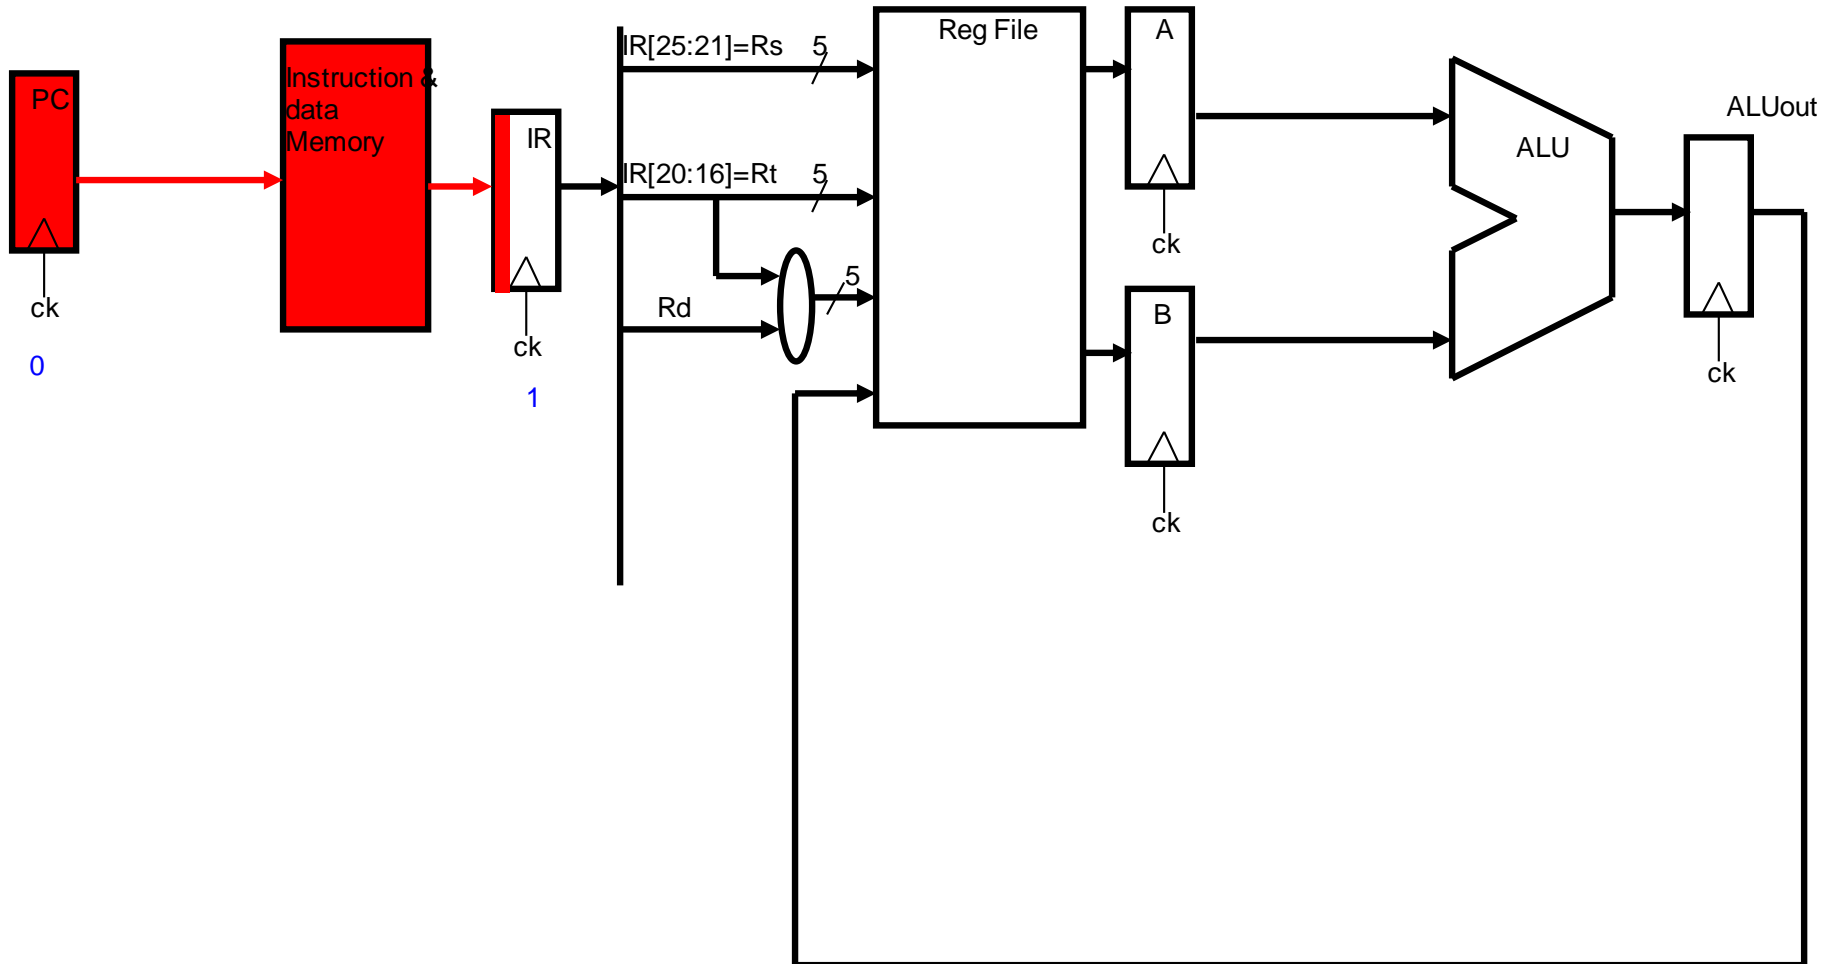 PC
ck
0
Instruction &
data
Memory
IR
ck
1
IR[25:21]=Rs
5
IR[20:16]=Rt
5
Rd
5
Reg File
A
ck
B
ck
ALU
ALUout
ck